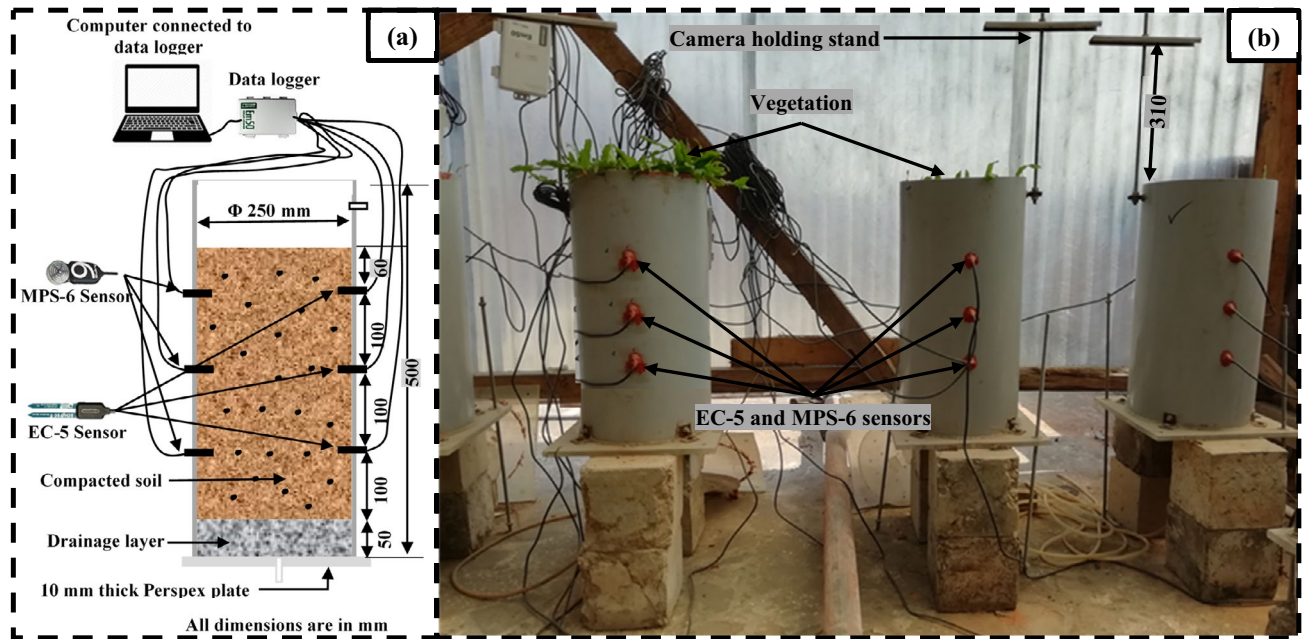 Computer connected to
data logger
(a)
Data logger
Em50
Φ 250 mm
MPS-6 Sensor
60
100
100
100
50
500
EC-5 Sensor
Compacted soil
Drainage layer
10 mm thick Perspex plate
All dimensions are in mm
(b)
Camera holding stand
Em50
Vegetation
310
EC-5 and MPS-6 sensors